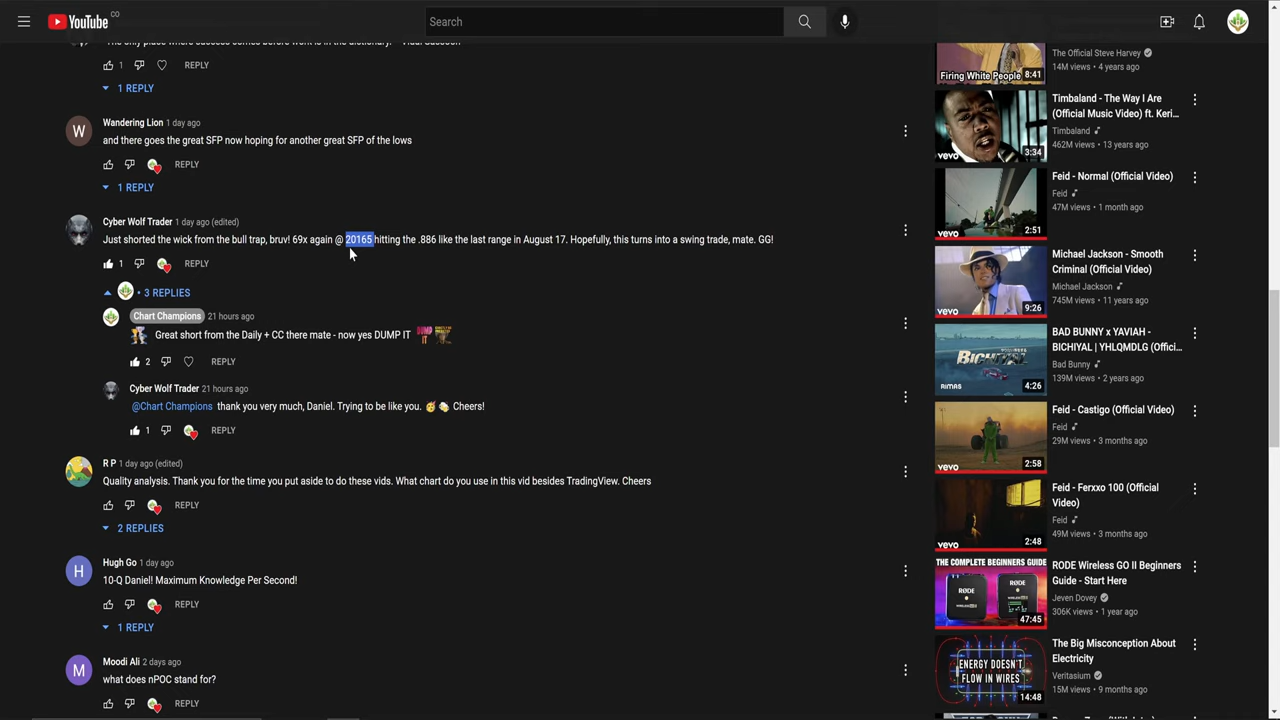 YouTube
CO
Search
"The only place where success comes before work is in the dictionary." - Vidal Sassoon
1
REPLY
1 REPLY
Wandering Lion 1 day ago
and there goes the great SFP now hoping for another great SFP of the lows
REPLY
1 REPLY
Cyber Wolf Trader 1 day ago (edited)
Just shorted the wick from the bulltrap, bruv! 69x again @ 20165 hitting the .886 like the last range in August 17. Hopefully, this turns into a swing trade, mate. GG!
1
REPLY
• 3 REPLIES
Chart Champions 21 hours ago
Great short from the Daily + CC there mate - now yes DUMP IT DUMP IT
2
REPLY
Cyber Wolf Trader 21 hours ago
@Chart Champions thank you very much, Daniel. Trying to be like you. 🥳 🍻 Cheers!
1
REPLY
R P 1 day ago (edited)
Quality analysis. Thank you for the time you put aside to do these vids. What chart do you use in this vid besides TradingView. Cheers
REPLY
2 REPLIES
H
Hugh Go 1 day ago
10-Q Daniel! Maximum Knowledge Per Second!
REPLY
1 REPLY
M
Moodi Ali 2 days ago
what does nPOC stand for?
REPLY
W
Firing White People
8:41
The Official Steve Harvey
14M views • 4 years ago
vevo
3:34
Timbaland - The Way I Are
(Official Music Video) ft. Keri...
Timbaland
462M views • 13 years ago
vevo
2:51
Feid - Normal (Official Video)
Feid
47M views • 1 month ago
9:26
Michael Jackson - Smooth
Criminal (Official Video)
Michael Jackson
745M views • 11 years ago
BICHIYAL
RIMAS
4:26
BAD BUNNY x YAVIAH -
BICHIYAL | YHLQMDLG (Offici...
Bad Bunny
139M views • 2 years ago
vevo
2:58
Feid - Castigo (Official Video)
Feid
29M views • 3 months ago
vevo
2:48
Feid - Ferxxo 100 (Official
Video)
Feid
49M views • 3 months ago
THE COMPLETE BEGINNERS GUIDE
RØDE
RØDE
47:45
RODE Wireless GO II Beginners
Guide - Start Here
Jeven Dovey
306K views • 1 year ago
ENERGY DOESN'T
FLOW IN WIRES
14:48
The Big Misconception About
Electricity
Veritasium
15M views • 9 months ago